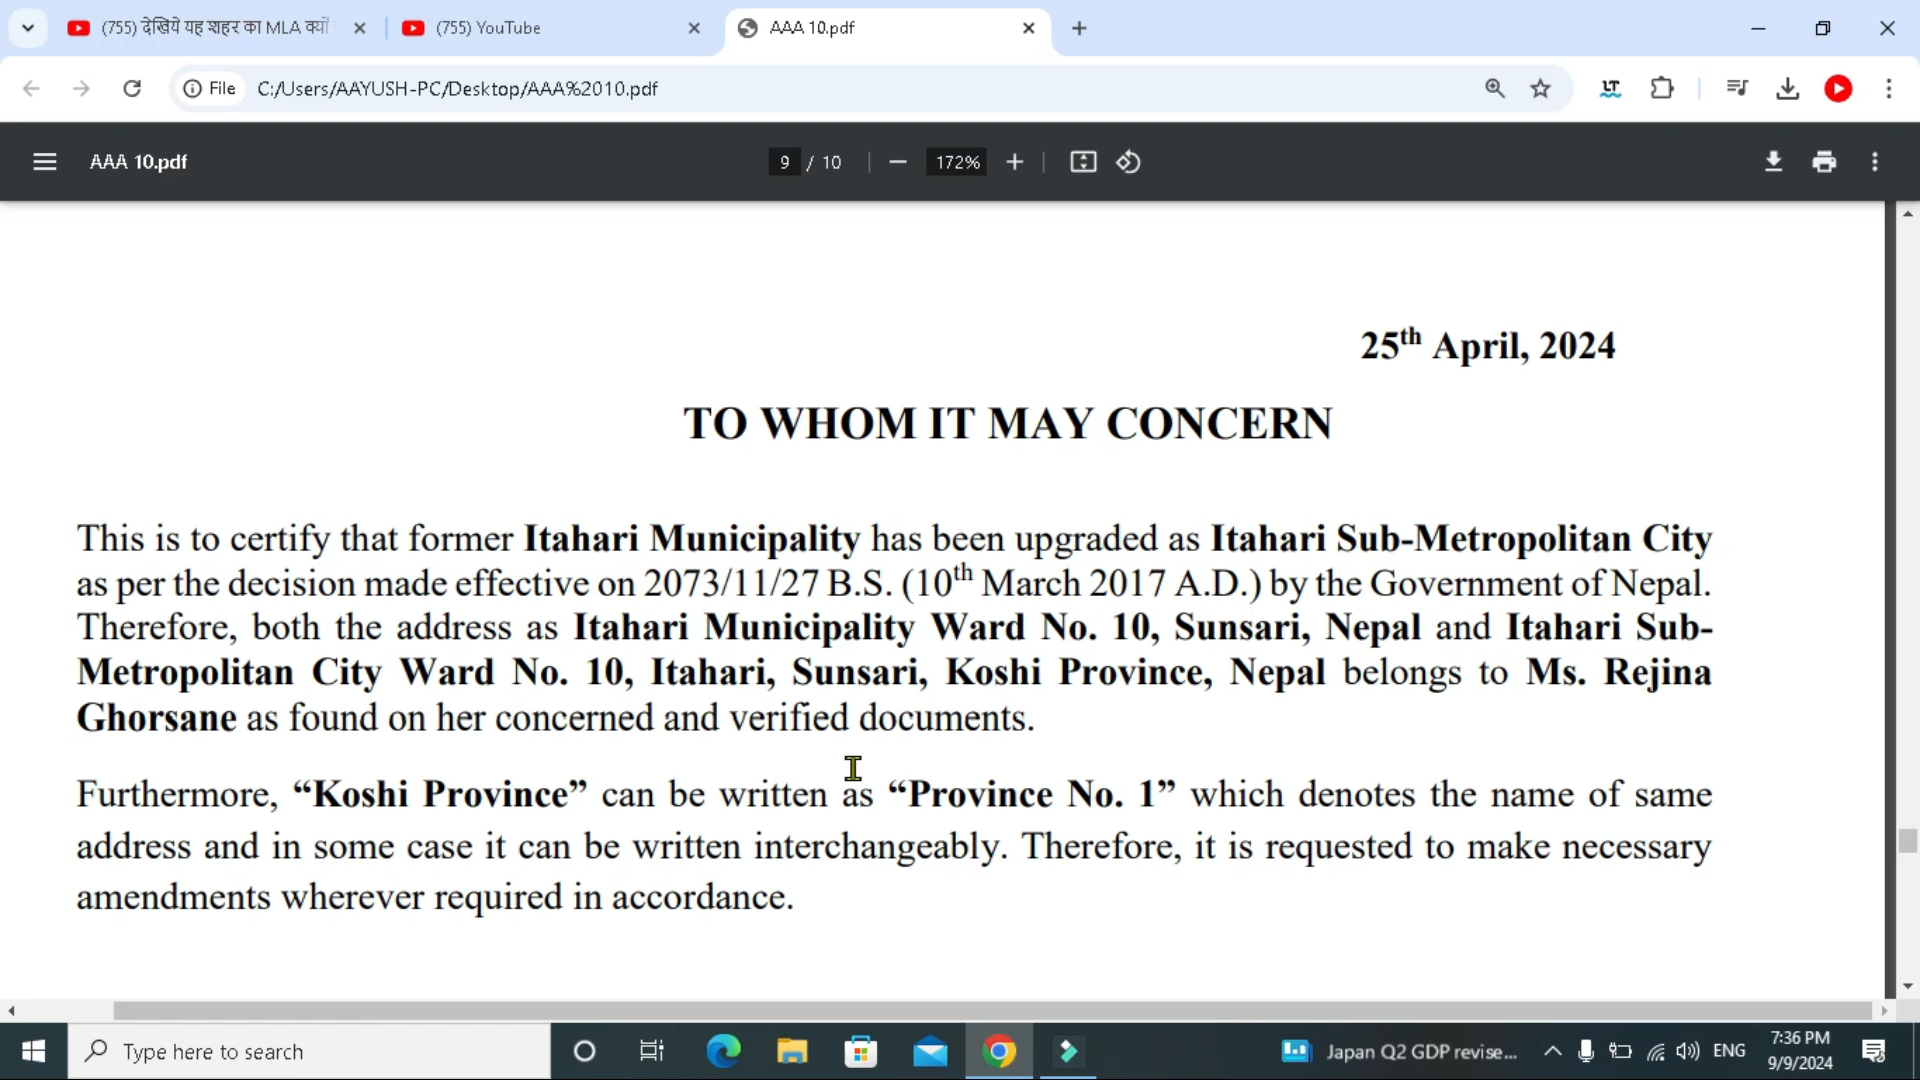 (755) देखिये यह शहर का MLA क्यों
(755) YouTube
AAA 10.pdf
File
C:/Users/AAYUSH-PC/Desktop/AAA%2010.pdf
AAA 10.pdf
9 / 10
172%
25th April, 2024
TO WHOM IT MAY CONCERN
This is to certify that former Itahari Municipality has been upgraded as Itahari Sub-Metropolitan City
as per the decision made effective on 2073/11/27 B.S. (10th March 2017 A.D.) by the Government of Nepal.
Therefore, both the address as Itahari Municipality Ward No. 10, Sunsari, Nepal and Itahari Sub-
Metropolitan City Ward No. 10, Itahari, Sunsari, Koshi Province, Nepal belongs to Ms. Rejina
Ghorsane as found on her concerned and verified documents.
Furthermore, “Koshi Province” can be written as “Province No. 1” which denotes the name of same
address and in some case it can be written interchangeably. Therefore, it is requested to make necessary
amendments wherever required in accordance.
Type here to search
Japan Q2 GDP revise...
ENG
7:36 PM
9/9/2024